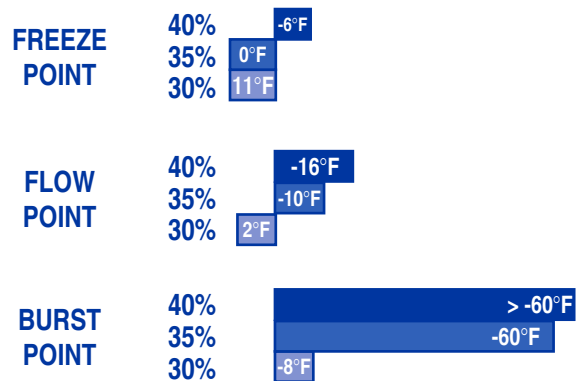 FREEZE POINT
40% -6°F
35% 0°F
30% 11°F
FLOW POINT
40% -16°F
35% -10°F
30% 2°F
BURST POINT
40% > -60°F
35% -60°F
30% -8°F